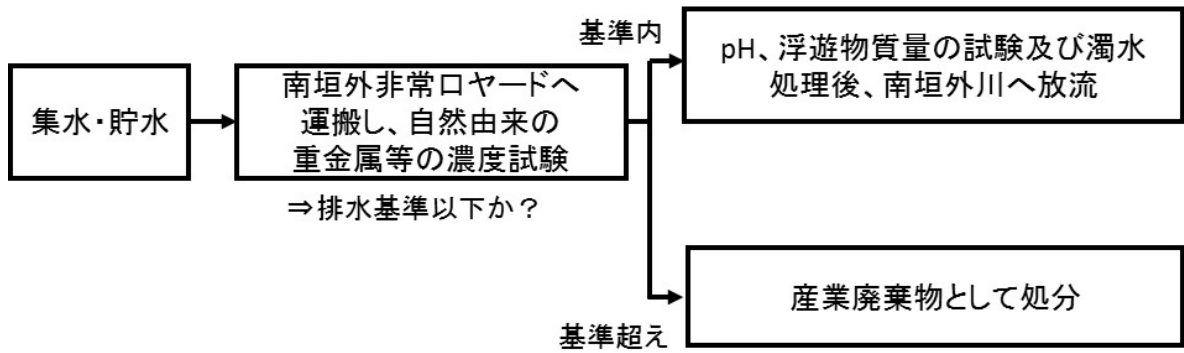 集水・貯水
南垣外非常口ヤードへ
運搬し、自然由来の
重金属等の濃度試験
⇒排水基準以下か？
基準内
pH、浮遊物質量の試験及び濁水
処理後、南垣外川へ放流
基準超え
産業廃棄物として処分